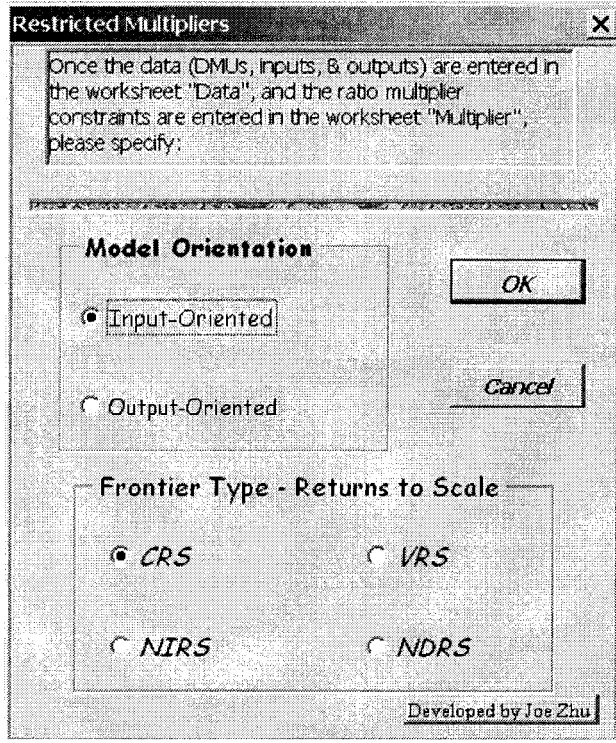 Restricted Multipliers
Once the data (DMUs, inputs, & outputs) are entered in
the worksheet "Data", and the ratio multiplier
constraints are entered in the worksheet "Multiplier",
please specify:
Model Orientation
Input-Oriented
OK
Output-Oriented
Cancel
Frontier Type - Returns to Scale
CRS
VRS
NIRS
NDRS
Developed by Joe Zhu